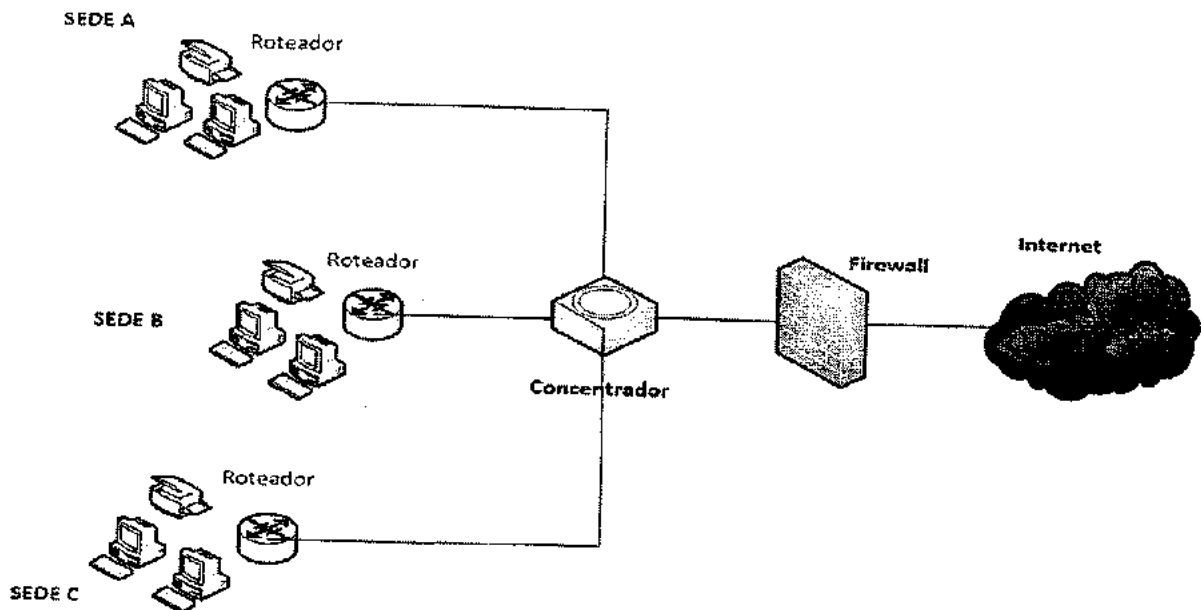 SEDE A
Roteador
Roteador
SEDE B
Concentrador
Firewall
Internet
Roteador
SEDE C